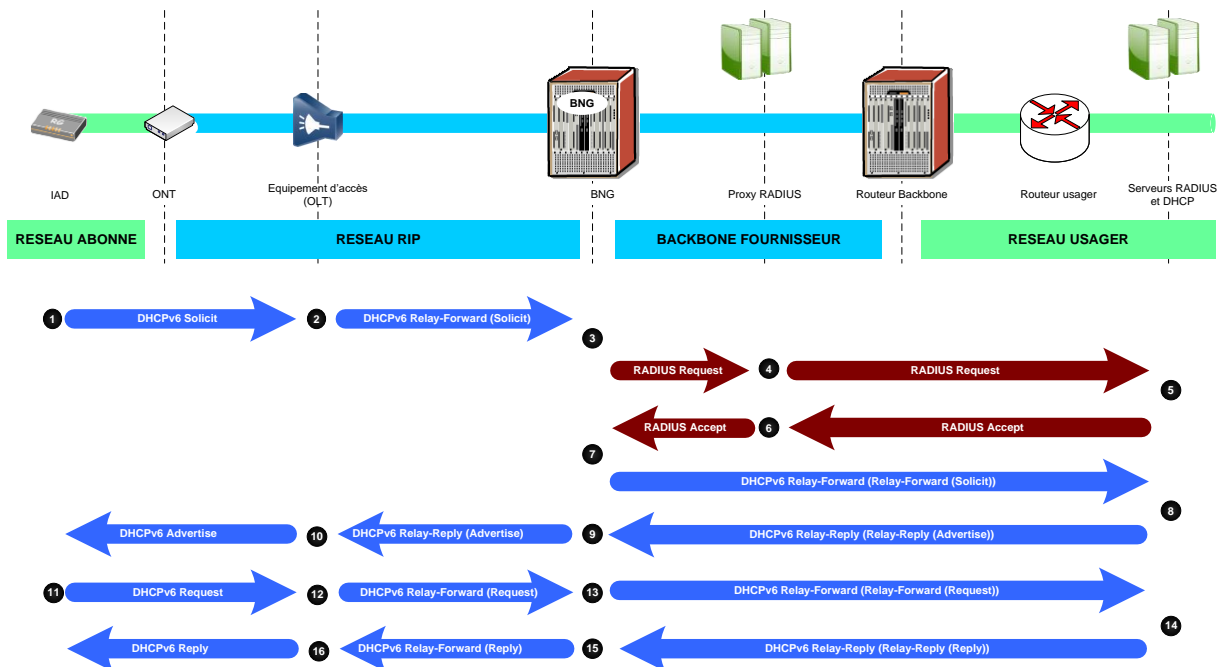 BNG
RG
IAD
ONT
Equipement d'accès
(OLT)
BNG
Proxy RADIUS
Routeur Backbone
Routeur usager
Serveurs RADIUS
et DHCP
RESEAU ABONNE
RESEAU RIP
BACKBONE FOURNISSEUR
RESEAU USAGER
1
DHCPv6 Solicit
2
DHCPv6 Relay-Forward (Solicit)
3
RADIUS Request
4
RADIUS Request
5
RADIUS Accept
6
RADIUS Accept
7
DHCPv6 Relay-Forward (Relay-Forward (Solicit))
8
DHCPv6 Advertise
10
DHCPv6 Relay-Reply (Advertise)
9
DHCPv6 Relay-Reply (Relay-Reply (Advertise))
11
DHCPv6 Request
12
DHCPv6 Relay-Forward (Request)
13
DHCPv6 Relay-Forward (Relay-Forward (Request))
14
DHCPv6 Reply
16
DHCPv6 Relay-Forward (Reply)
15
DHCPv6 Relay-Reply (Relay-Reply (Reply))